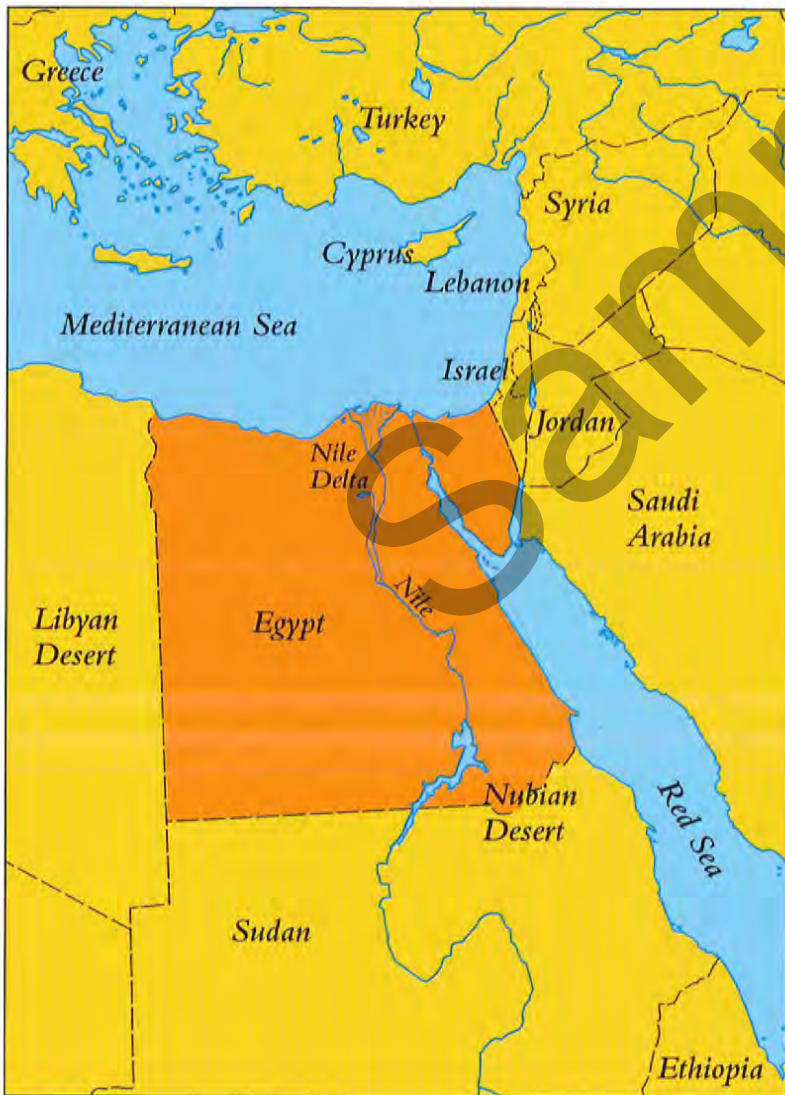 Greece
Turkey
Syria
Cyprus
Lebanon
Mediterranean Sea
Israel
Jordan
Nile
Delta
Saudi
Arabia
Nile
Libyan
Desert
Egypt
Nubian
Desert
Red Sea
Sudan
Ethiopia
Sam